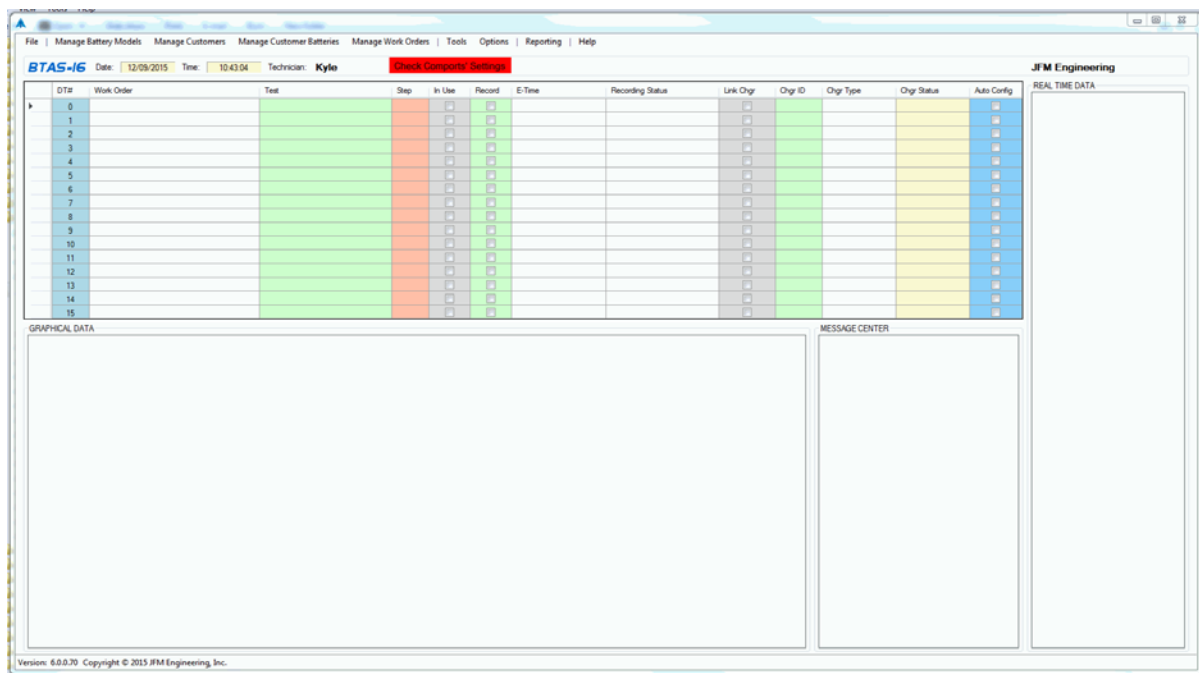 View Tools Help
File | Manage Battery Models Manage Customers Manage Customer Batteries Manage Work Orders | Tools Options | Reporting | Help
BTAS-16 Date: 12/09/2015 Time: 10:43:04 Technician: Kyle Check Comports' Settings JFM Engineering
DT# Work Order Test Step In Use Record E-Time Recording Status Link Chgr Chgr ID Chgr Type Chgr Status Auto Config REAL TIME DATA
0
1
2
3
4
5
6
7
8
9
10
11
12
13
14
15
GRAPHICAL DATA MESSAGE CENTER
Version: 6.0.0.70 Copyright © 2015 JFM Engineering, Inc.